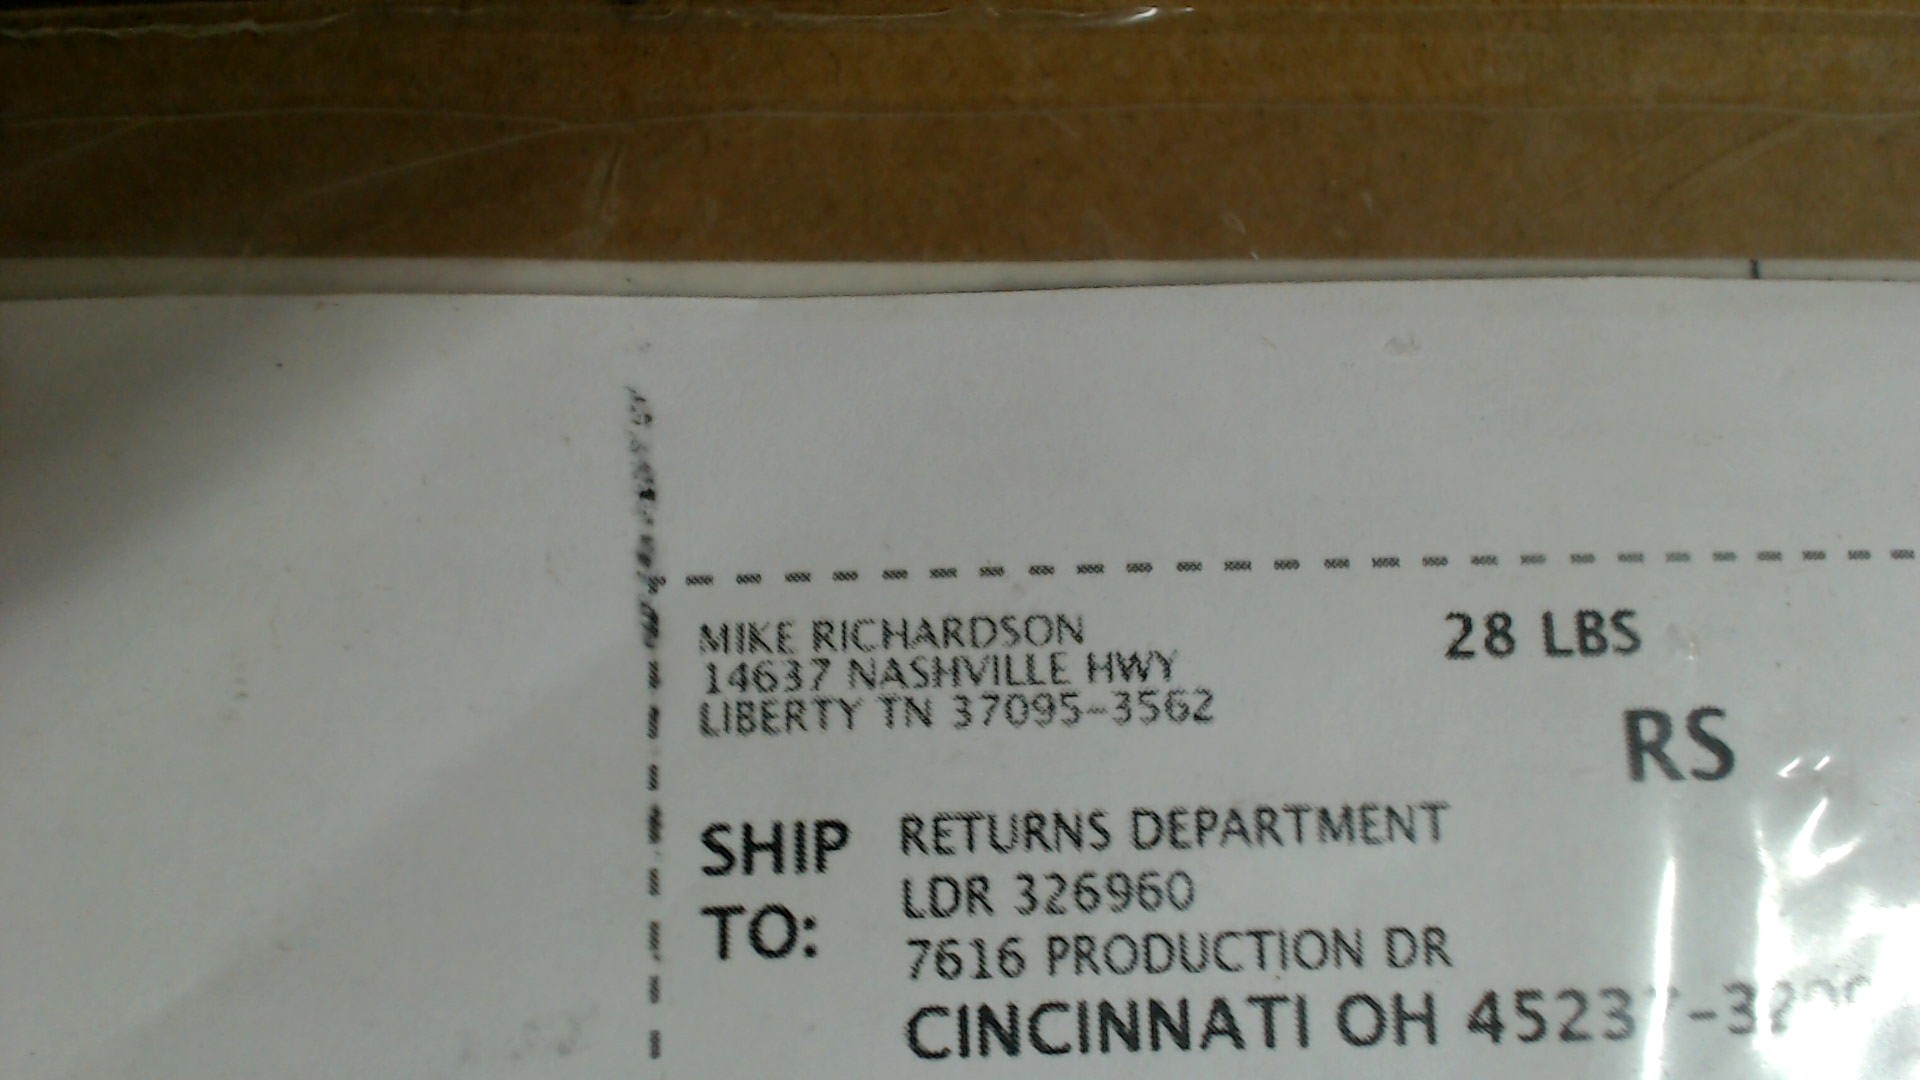 MIKE RICHARDSON
28 LBS
14637 NASHVILLE HWY
LIBERTY TN 37095-3562
RS
SHIP TO:
RETURNS DEPARTMENT
LDR 326960
7616 PRODUCTION DR
CINCINNATI OH